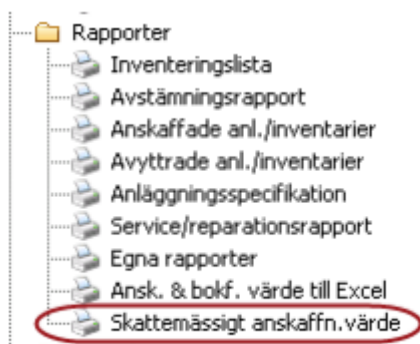 Rapporter
Inventeringslista
Avstämningsrapport
Anskaffade anl./inventarier
Avyttrade anl./inventarier
Anläggningsspecifikation
Service/reparationsrapport
Egna rapporter
Ansk. & bokf. värde till Excel
Skattemässigt anskaffn.värde